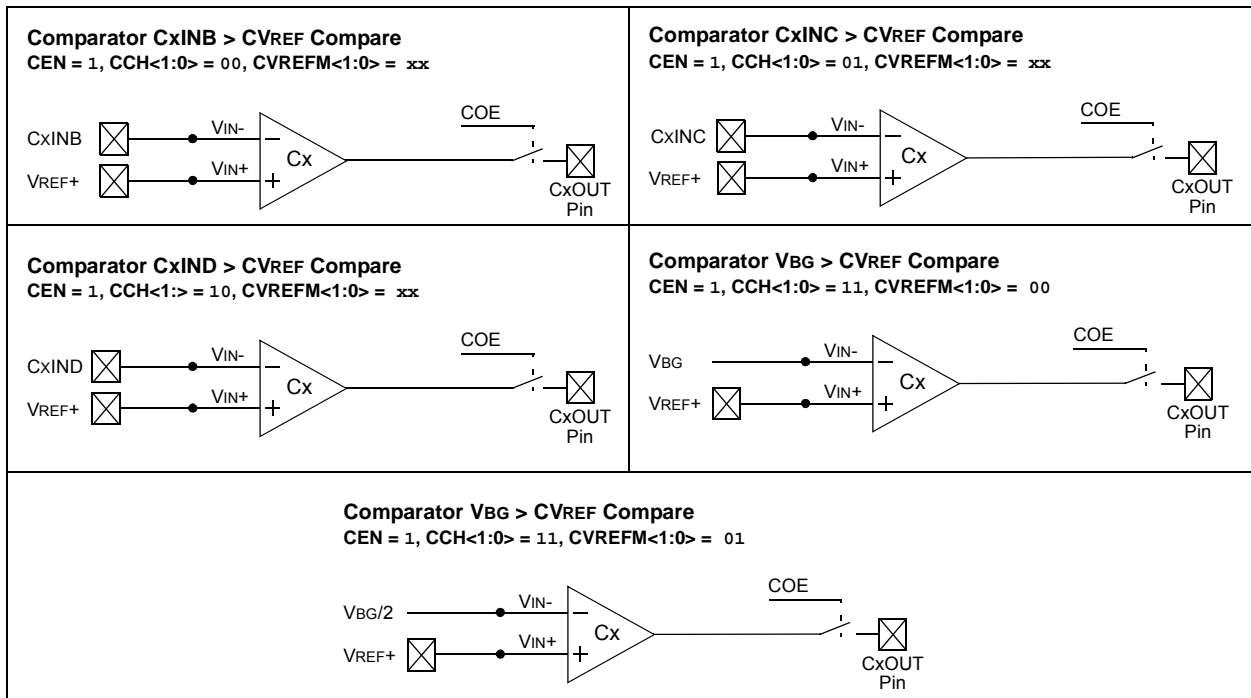 Comparator CxINB > CVREF Compare
CEN = 1, CCH<1:0> = 00, CVREFM<1:0> = xx
COE
CxINB
VIN-
VREF+
VIN+
Cx
CxOUT
Pin
Comparator CxINC > CVREF Compare
CEN = 1, CCH<1:0> = 01, CVREFM<1:0> = xx
COE
CxINC
VIN-
VREF+
VIN+
Cx
CxOUT
Pin
Comparator CxIND > CVREF Compare
CEN = 1, CCH<1:> = 10, CVREFM<1:0> = xx
COE
CxIND
VIN-
VREF+
VIN+
Cx
CxOUT
Pin
Comparator VBG > CVREF Compare
CEN = 1, CCH<1:0> = 11, CVREFM<1:0> = 00
COE
VBG
VIN-
VREF+
VIN+
Cx
CxOUT
Pin
Comparator VBG > CVREF Compare
CEN = 1, CCH<1:0> = 11, CVREFM<1:0> = 01
COE
VBG/2
VIN-
VREF+
VIN+
Cx
CxOUT
Pin